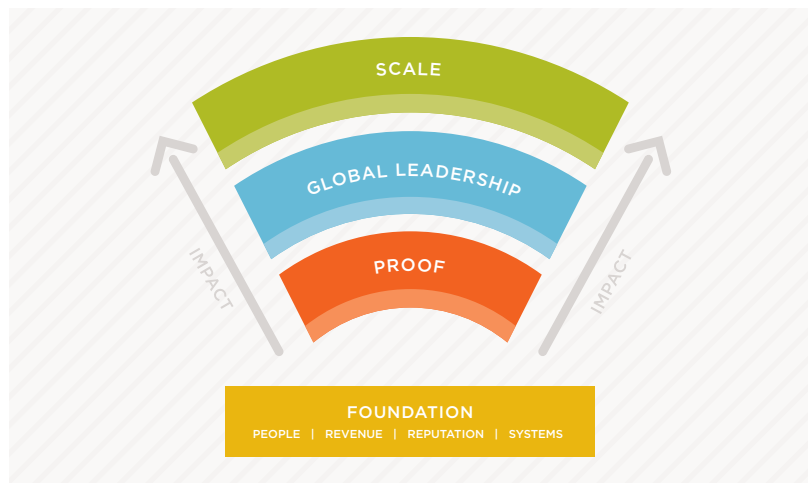 SCALE
GLOBAL LEADERSHIP
PROOF
IMPACT
IMPACT
FOUNDATION
PEOPLE | REVENUE | REPUTATION | SYSTEMS